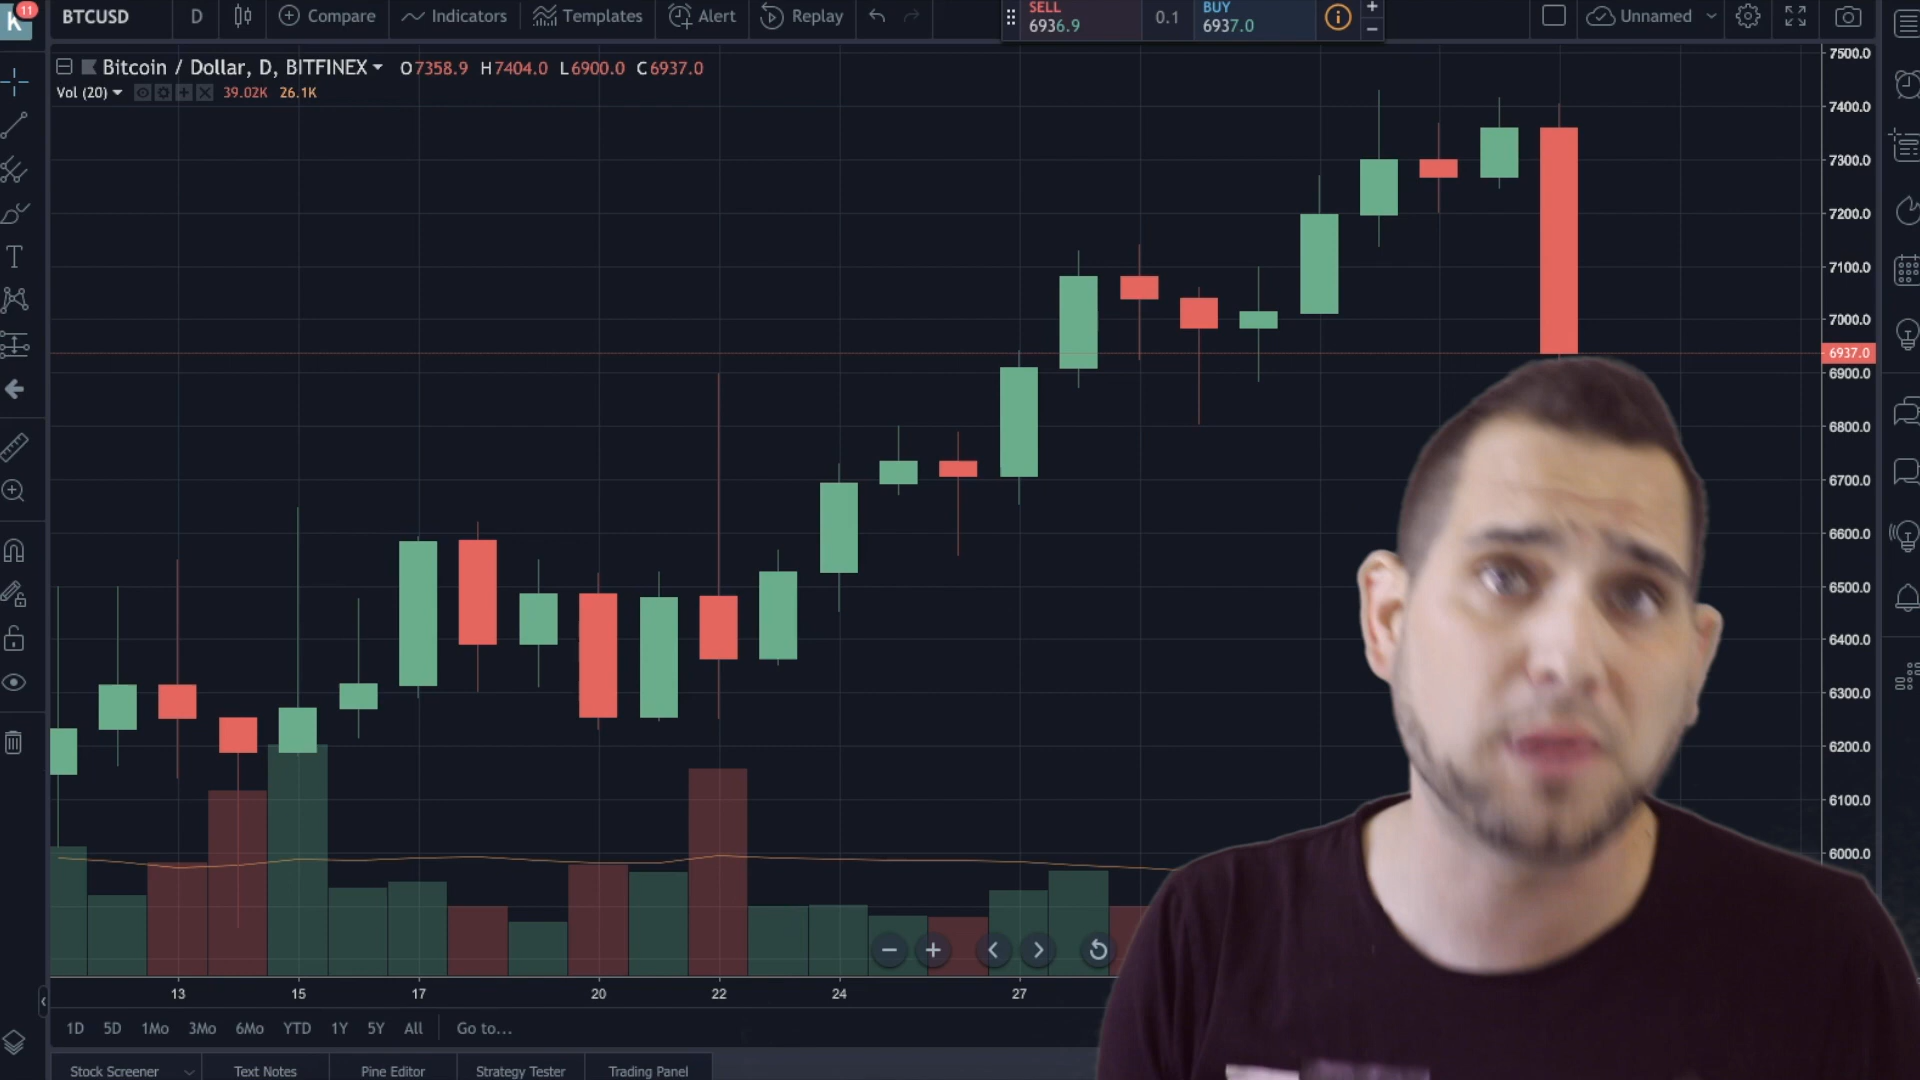 K 11
BTCUSD D Compare Indicators Templates Alert Replay SELL 6936.9 0.1 BUY 6937.0 Unnamed
Bitcoin / Dollar, D, BITFINEX O7358.9 H7404.0 L6900.0 C6937.0
Vol (20) 39.02K 26.1K
7500.0
7400.0
7300.0
7200.0
7100.0
7000.0
6937.0
6900.0
6800.0
6700.0
6600.0
6500.0
6400.0
6300.0
6200.0
6100.0
6000.0
13 15 17 20 22 24 27
1D 5D 1Mo 3Mo 6Mo YTD 1Y 5Y All Go to...
Stock Screener Text Notes Pine Editor Strategy Tester Trading Panel